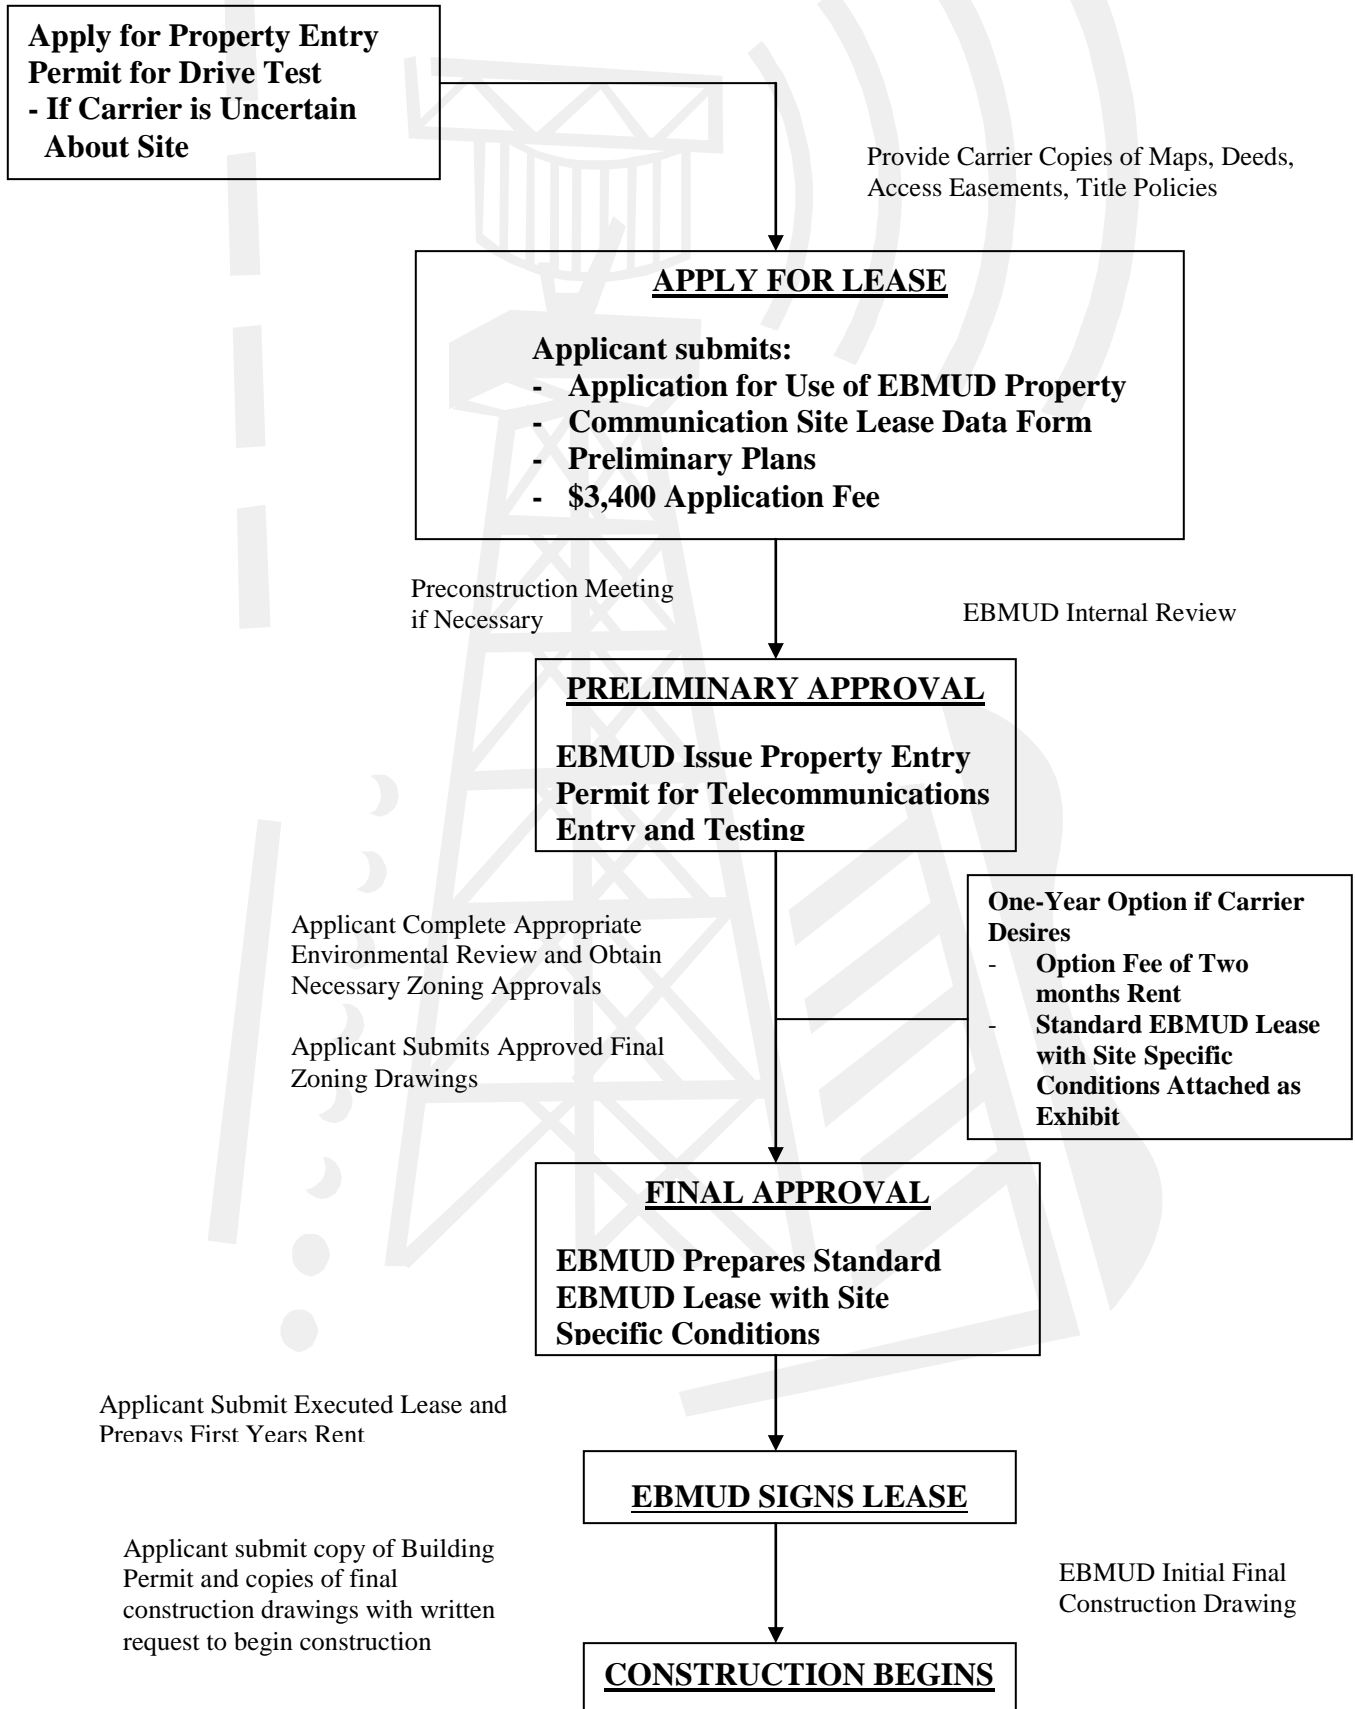 Apply for Property Entry
Permit for Drive Test
- If Carrier is Uncertain
About Site
Provide Carrier Copies of Maps, Deeds,
Access Easements, Title Policies
APPLY FOR LEASE
Applicant submits:
- Application for Use of EBMUD Property
- Communication Site Lease Data Form
- Preliminary Plans
- $3,400 Application Fee
Preconstruction Meeting
if Necessary
EBMUD Internal Review
PRELIMINARY APPROVAL
EBMUD Issue Property Entry
Permit for Telecommunications
Entry and Testing
One-Year Option if Carrier
Desires
- Option Fee of Two
months Rent
- Standard EBMUD Lease
with Site Specific
Conditions Attached as
Exhibit
Applicant Complete Appropriate
Environmental Review and Obtain
Necessary Zoning Approvals
Applicant Submits Approved Final
Zoning Drawings
FINAL APPROVAL
EBMUD Prepares Standard
EBMUD Lease with Site
Specific Conditions
Applicant Submit Executed Lease and
Prepays First Years Rent
EBMUD SIGNS LEASE
Applicant submit copy of Building
Permit and copies of final
construction drawings with written
request to begin construction
EBMUD Initial Final
Construction Drawing
CONSTRUCTION BEGINS